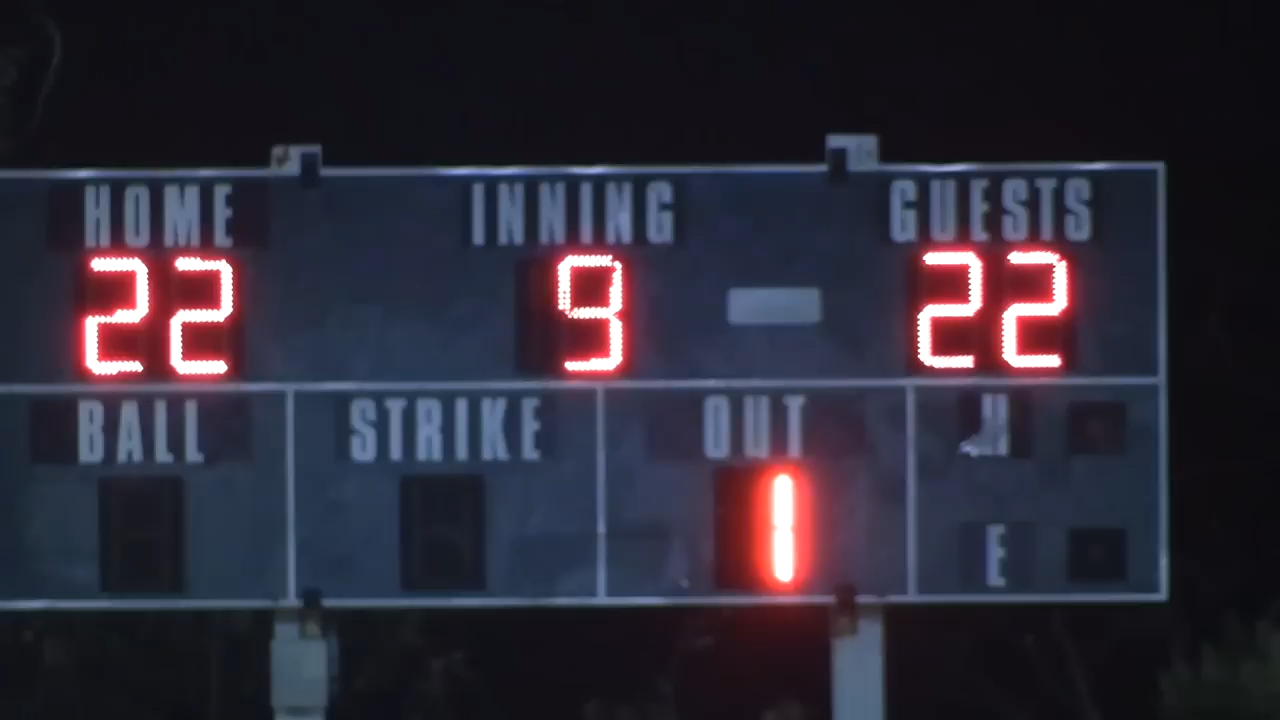 HOME INNING GUESTS
22 9 22
BALL STRIKE OUT H
1
E